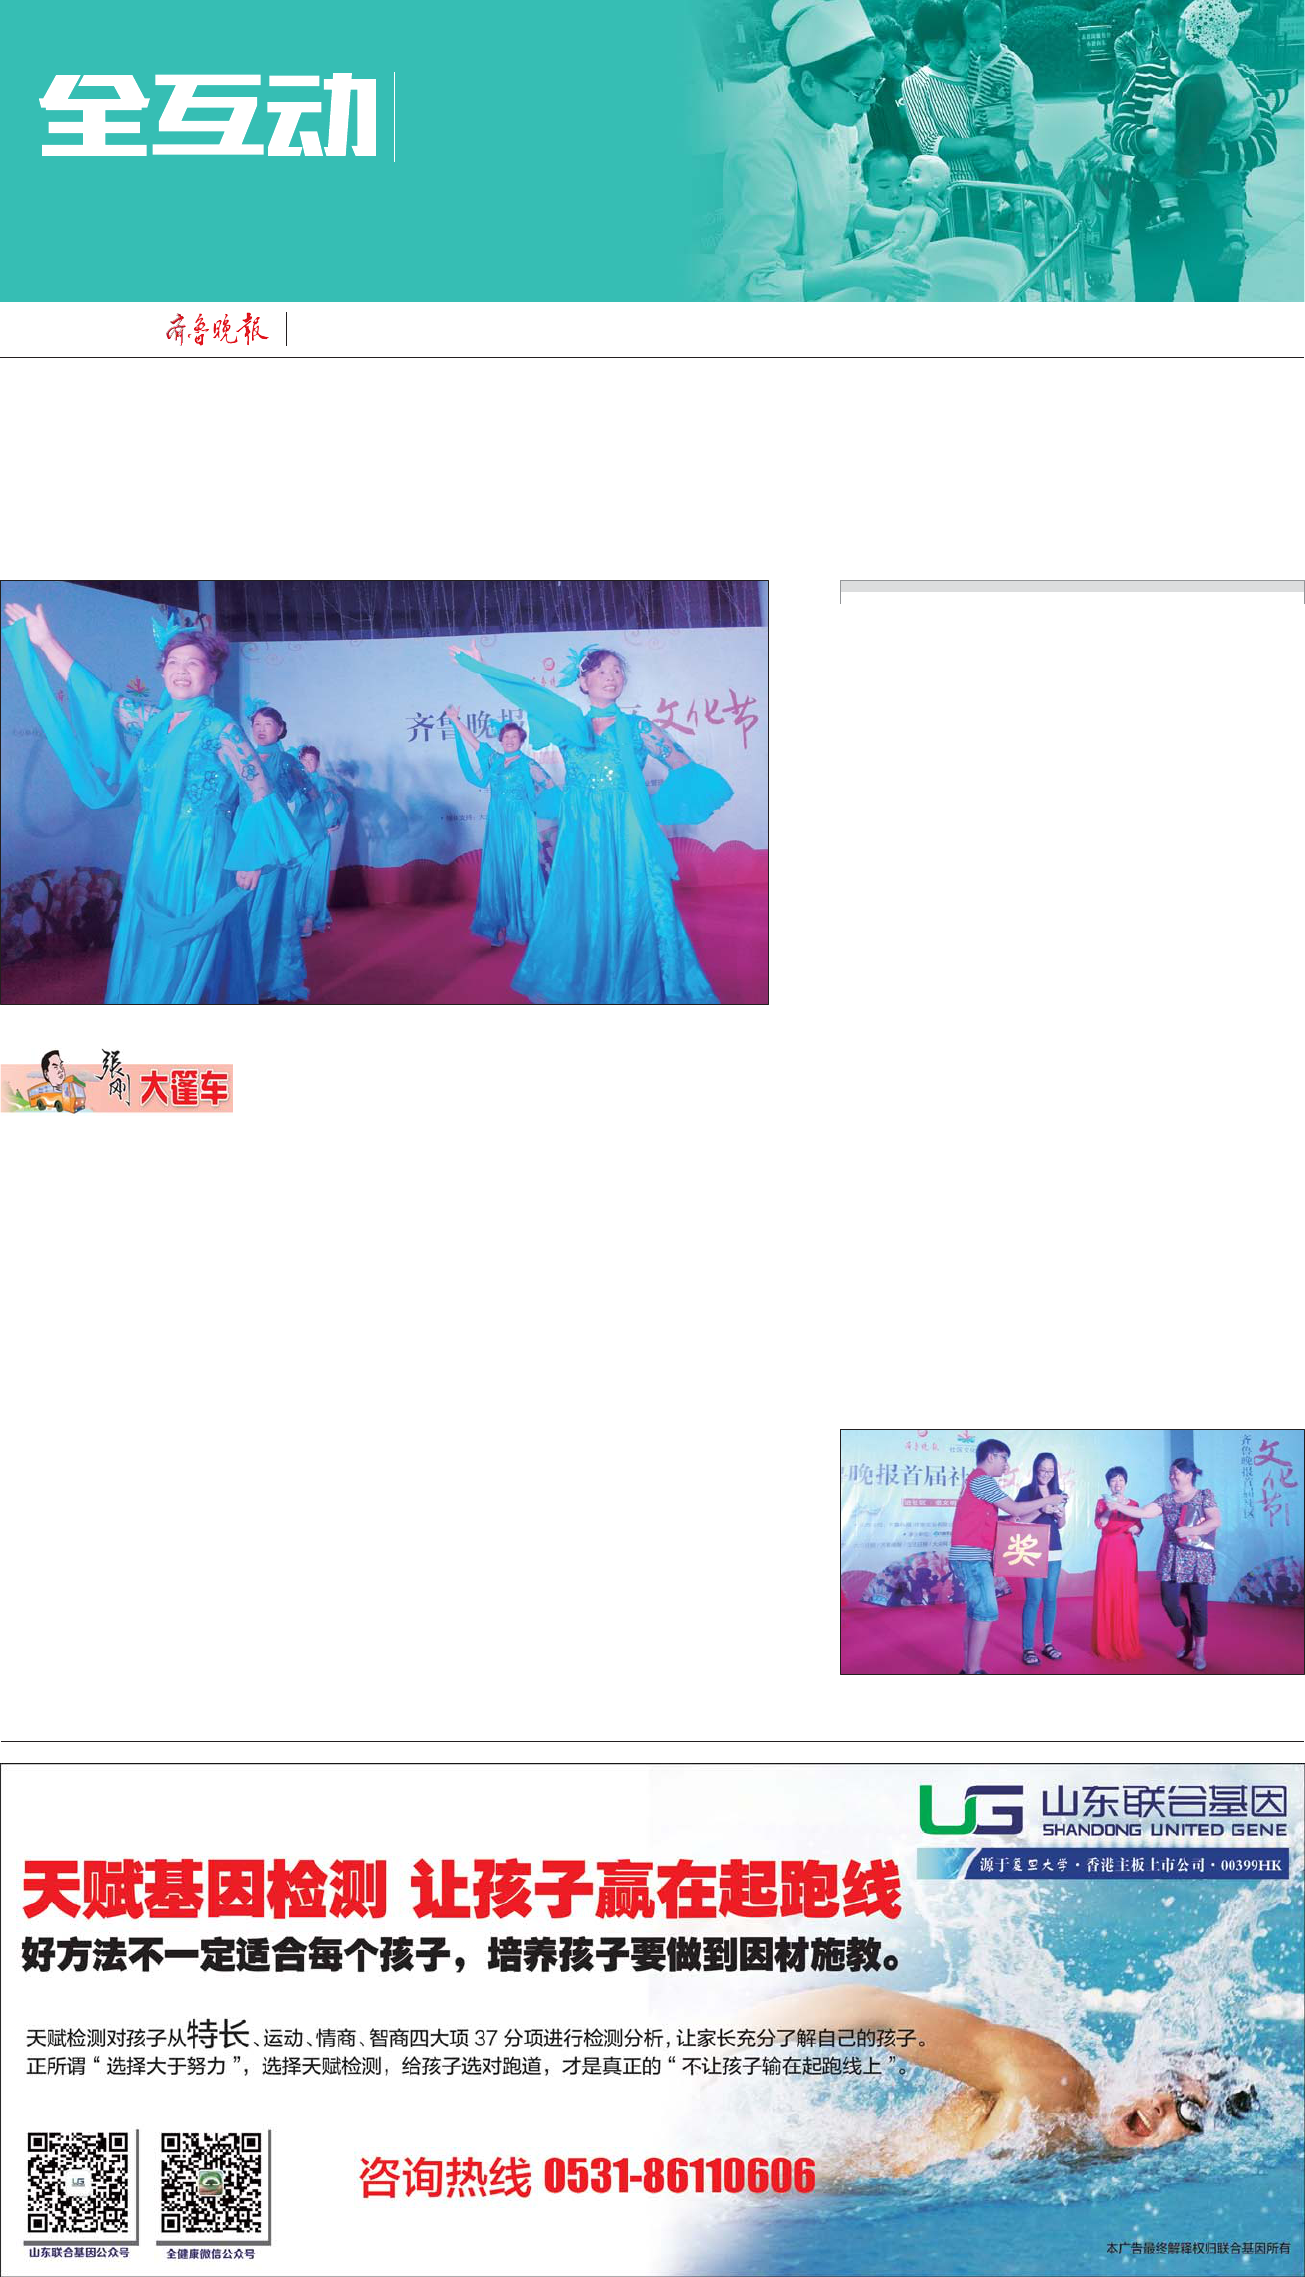 全互动
齐鲁晚报
齐鲁晚报
文化节
张刚
大篷车
齐鲁晚报
晚报首届社
文化节
齐鲁晚报首届社区
文化节
奖
UG 山东联合基因
SHANDONG UNITED GENE
源于复旦大学·香港主板上市公司·00399HK
天赋基因检测 让孩子赢在起跑线
好方法不一定适合每个孩子，培养孩子要做到因材施教。
天赋检测对孩子从特长、运动、情商、智商四大项 37 分项进行检测分析，让家长充分了解自己的孩子。
正所谓“选择大于努力”，选择天赋检测，给孩子选对跑道，才是真正的“不让孩子输在起跑线上”。
咨询热线 0531-86110606
山东联合基因公众号
全健康微信公众号
本广告最终解释权归联合基因所有